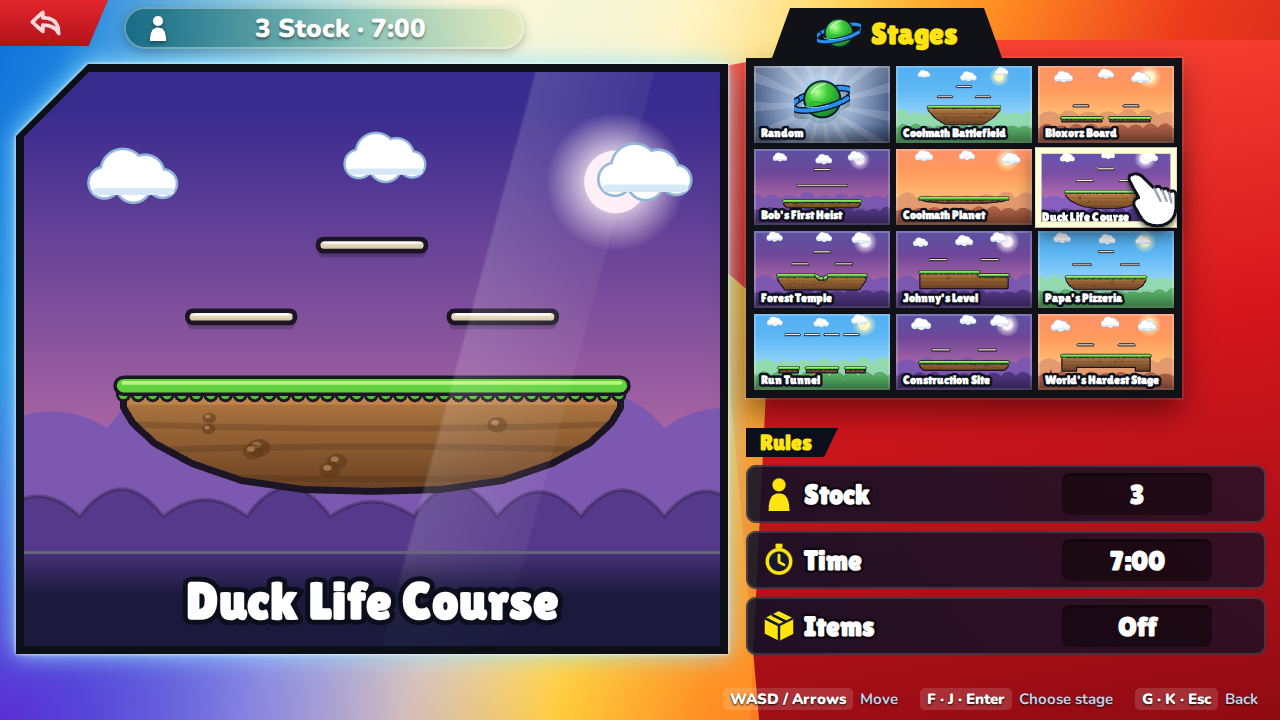 3 Stock · 7:00
Stages
Random
Coolmath Battlefield
Bloxorz Board
Bob's First Heist
Coolmath Planet
Duck Life Course
Forest Temple
Johnny's Level
Papa's Pizzeria
Run Tunnel
Construction Site
World's Hardest Stage
Duck Life Course
Rules
Stock 3
Time 7:00
Items Off
WASD / Arrows Move F · J · Enter Choose stage G · K · Esc Back